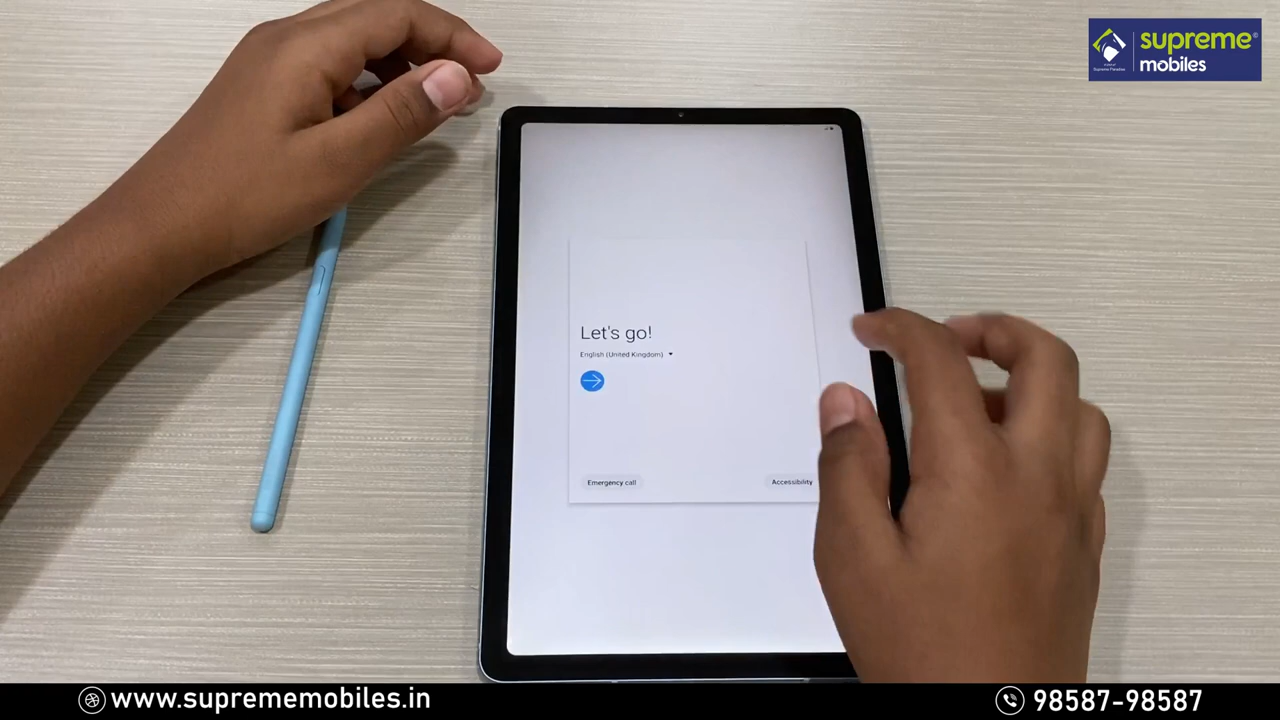 supreme
mobiles
Let's go!
English (United Kingdom)
Emergency call
Accessibility
www.suprememobiles.in
98587-98587